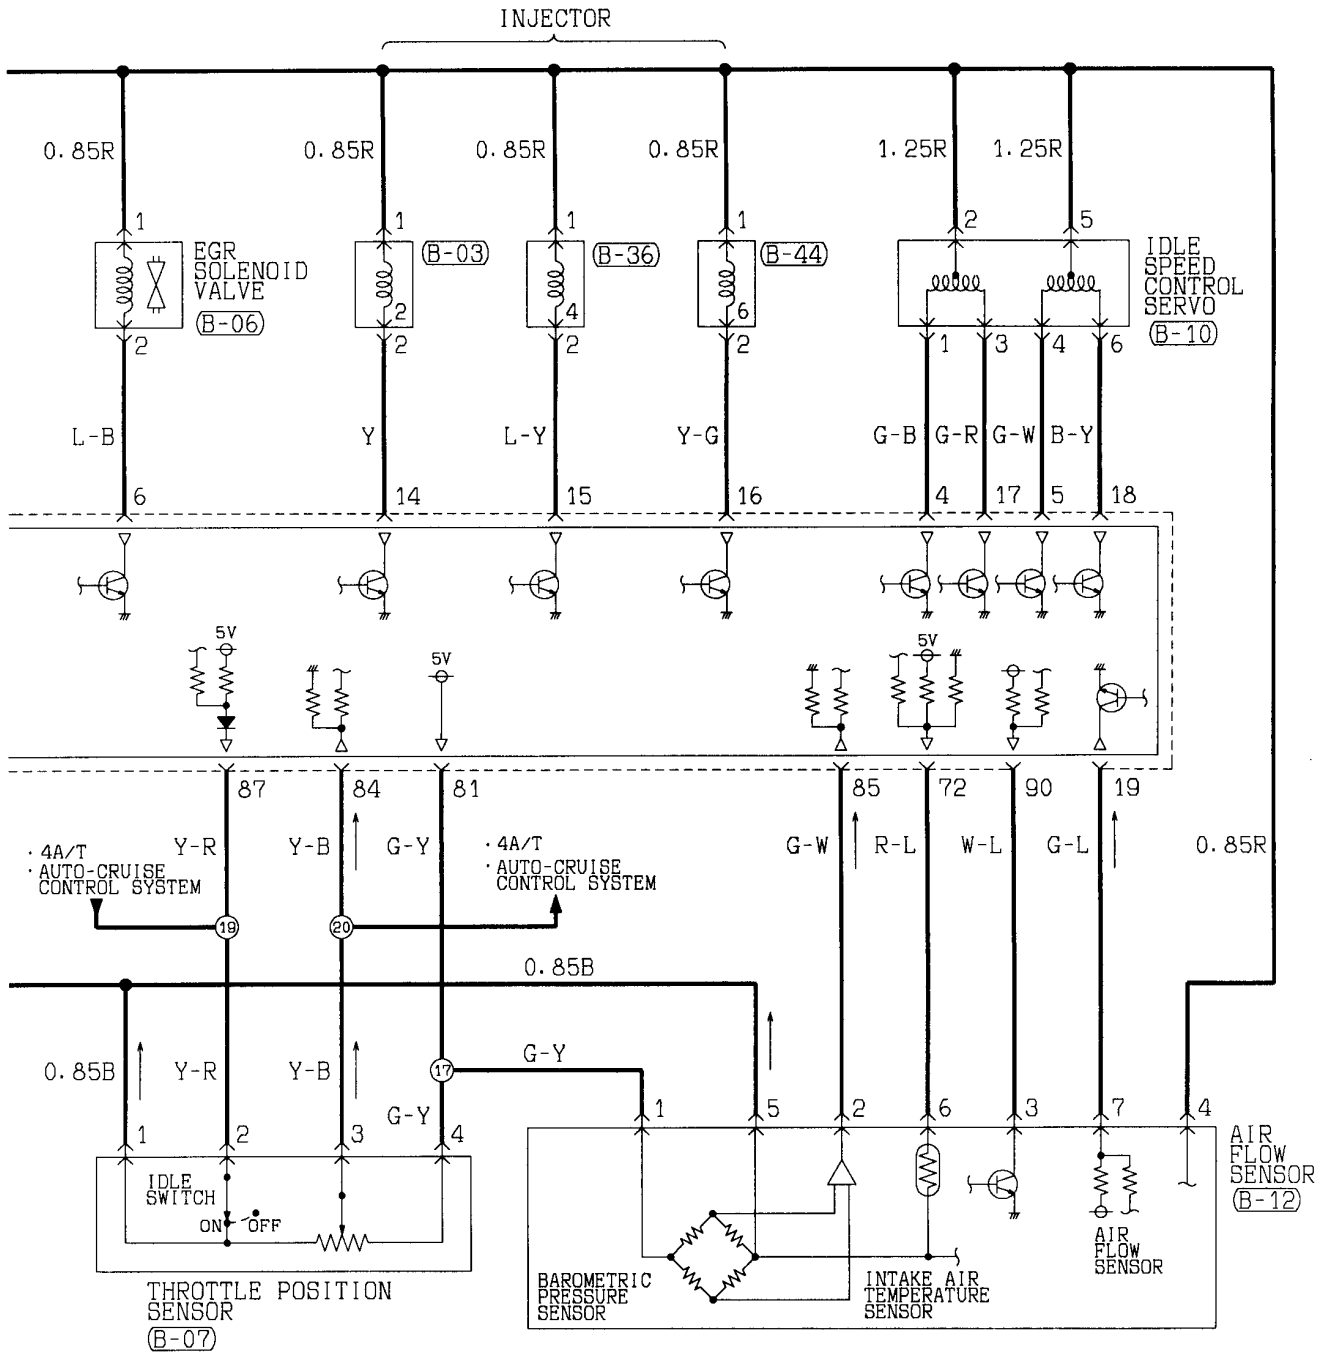 INJECTOR
0.85R 0.85R 0.85R 0.85R 1.25R 1.25R
1 1 1 1 2 5
EGR
SOLENOID
VALVE
B-06
B-03
B-36
B-44
IDLE
SPEED
CONTROL
SERVO
B-10
2 4 6
2 2 2 2 1 3 4 6
L-B Y L-Y Y-G G-B G-R G-W B-Y
6 14 15 16 4 17 5 18
5V 5V 5V
87 84 81 85 72 90 19
Y-R Y-B G-Y G-W R-L W-L G-L 0.85R
· 4A/T
· AUTO-CRUISE
CONTROL SYSTEM
· 4A/T
· AUTO-CRUISE
CONTROL SYSTEM
19 20
0.85B
0.85B Y-R Y-B 17 G-Y
G-Y
1 2 3 4
1 5 2 6 3 7 4
IDLE
SWITCH
ON OFF
THROTTLE POSITION
SENSOR
B-07
BAROMETRIC
PRESSURE
SENSOR
INTAKE AIR
TEMPERATURE
SENSOR
AIR
FLOW
SENSOR
AIR
FLOW
SENSOR
B-12